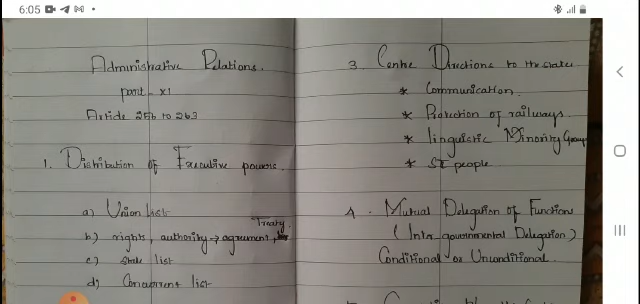 6:05
Administrative Relations.
part - XI
Article 256 to 263
1. Distribution of Executive powers.
a) Union list
Treaty.
b) rights, authority → agreement,
c) State list
d) Concurrent list
3. Centre Directions to the states
* Communication.
* Protection of railways
* linguistic Minority Group
* ST people
4. Mutual Delegation of Functions
(Inter governmental Delegation)
Conditional or Unconditional.